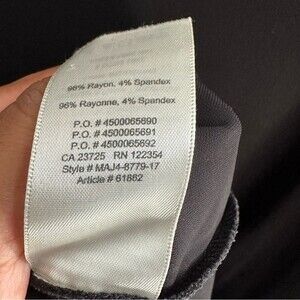 96% Rayon, 4% Spandex
96% Rayonne, 4% Spandex
P.O. # 4500065690
P.O. # 4500065691
P.O. # 4500065692
CA 23725 RN 122354
Style # MAJ4-8779-17
Article # 61862